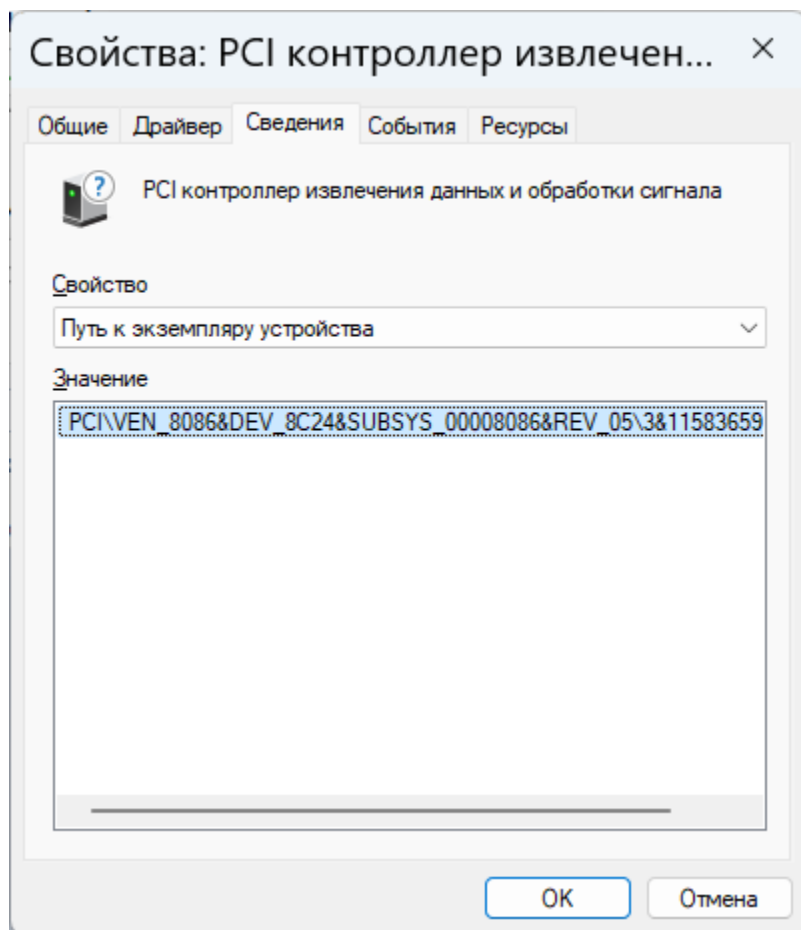 Свойства: PCI контроллер извлечен...
Общие Драйвер Сведения События Ресурсы
PCI контроллер извлечения данных и обработки сигнала
Свойство
Путь к экземпляру устройства
Значение
PCI\VEN_8086&DEV_8C24&SUBSYS_00008086&REV_05\3&11583659
OK Отмена